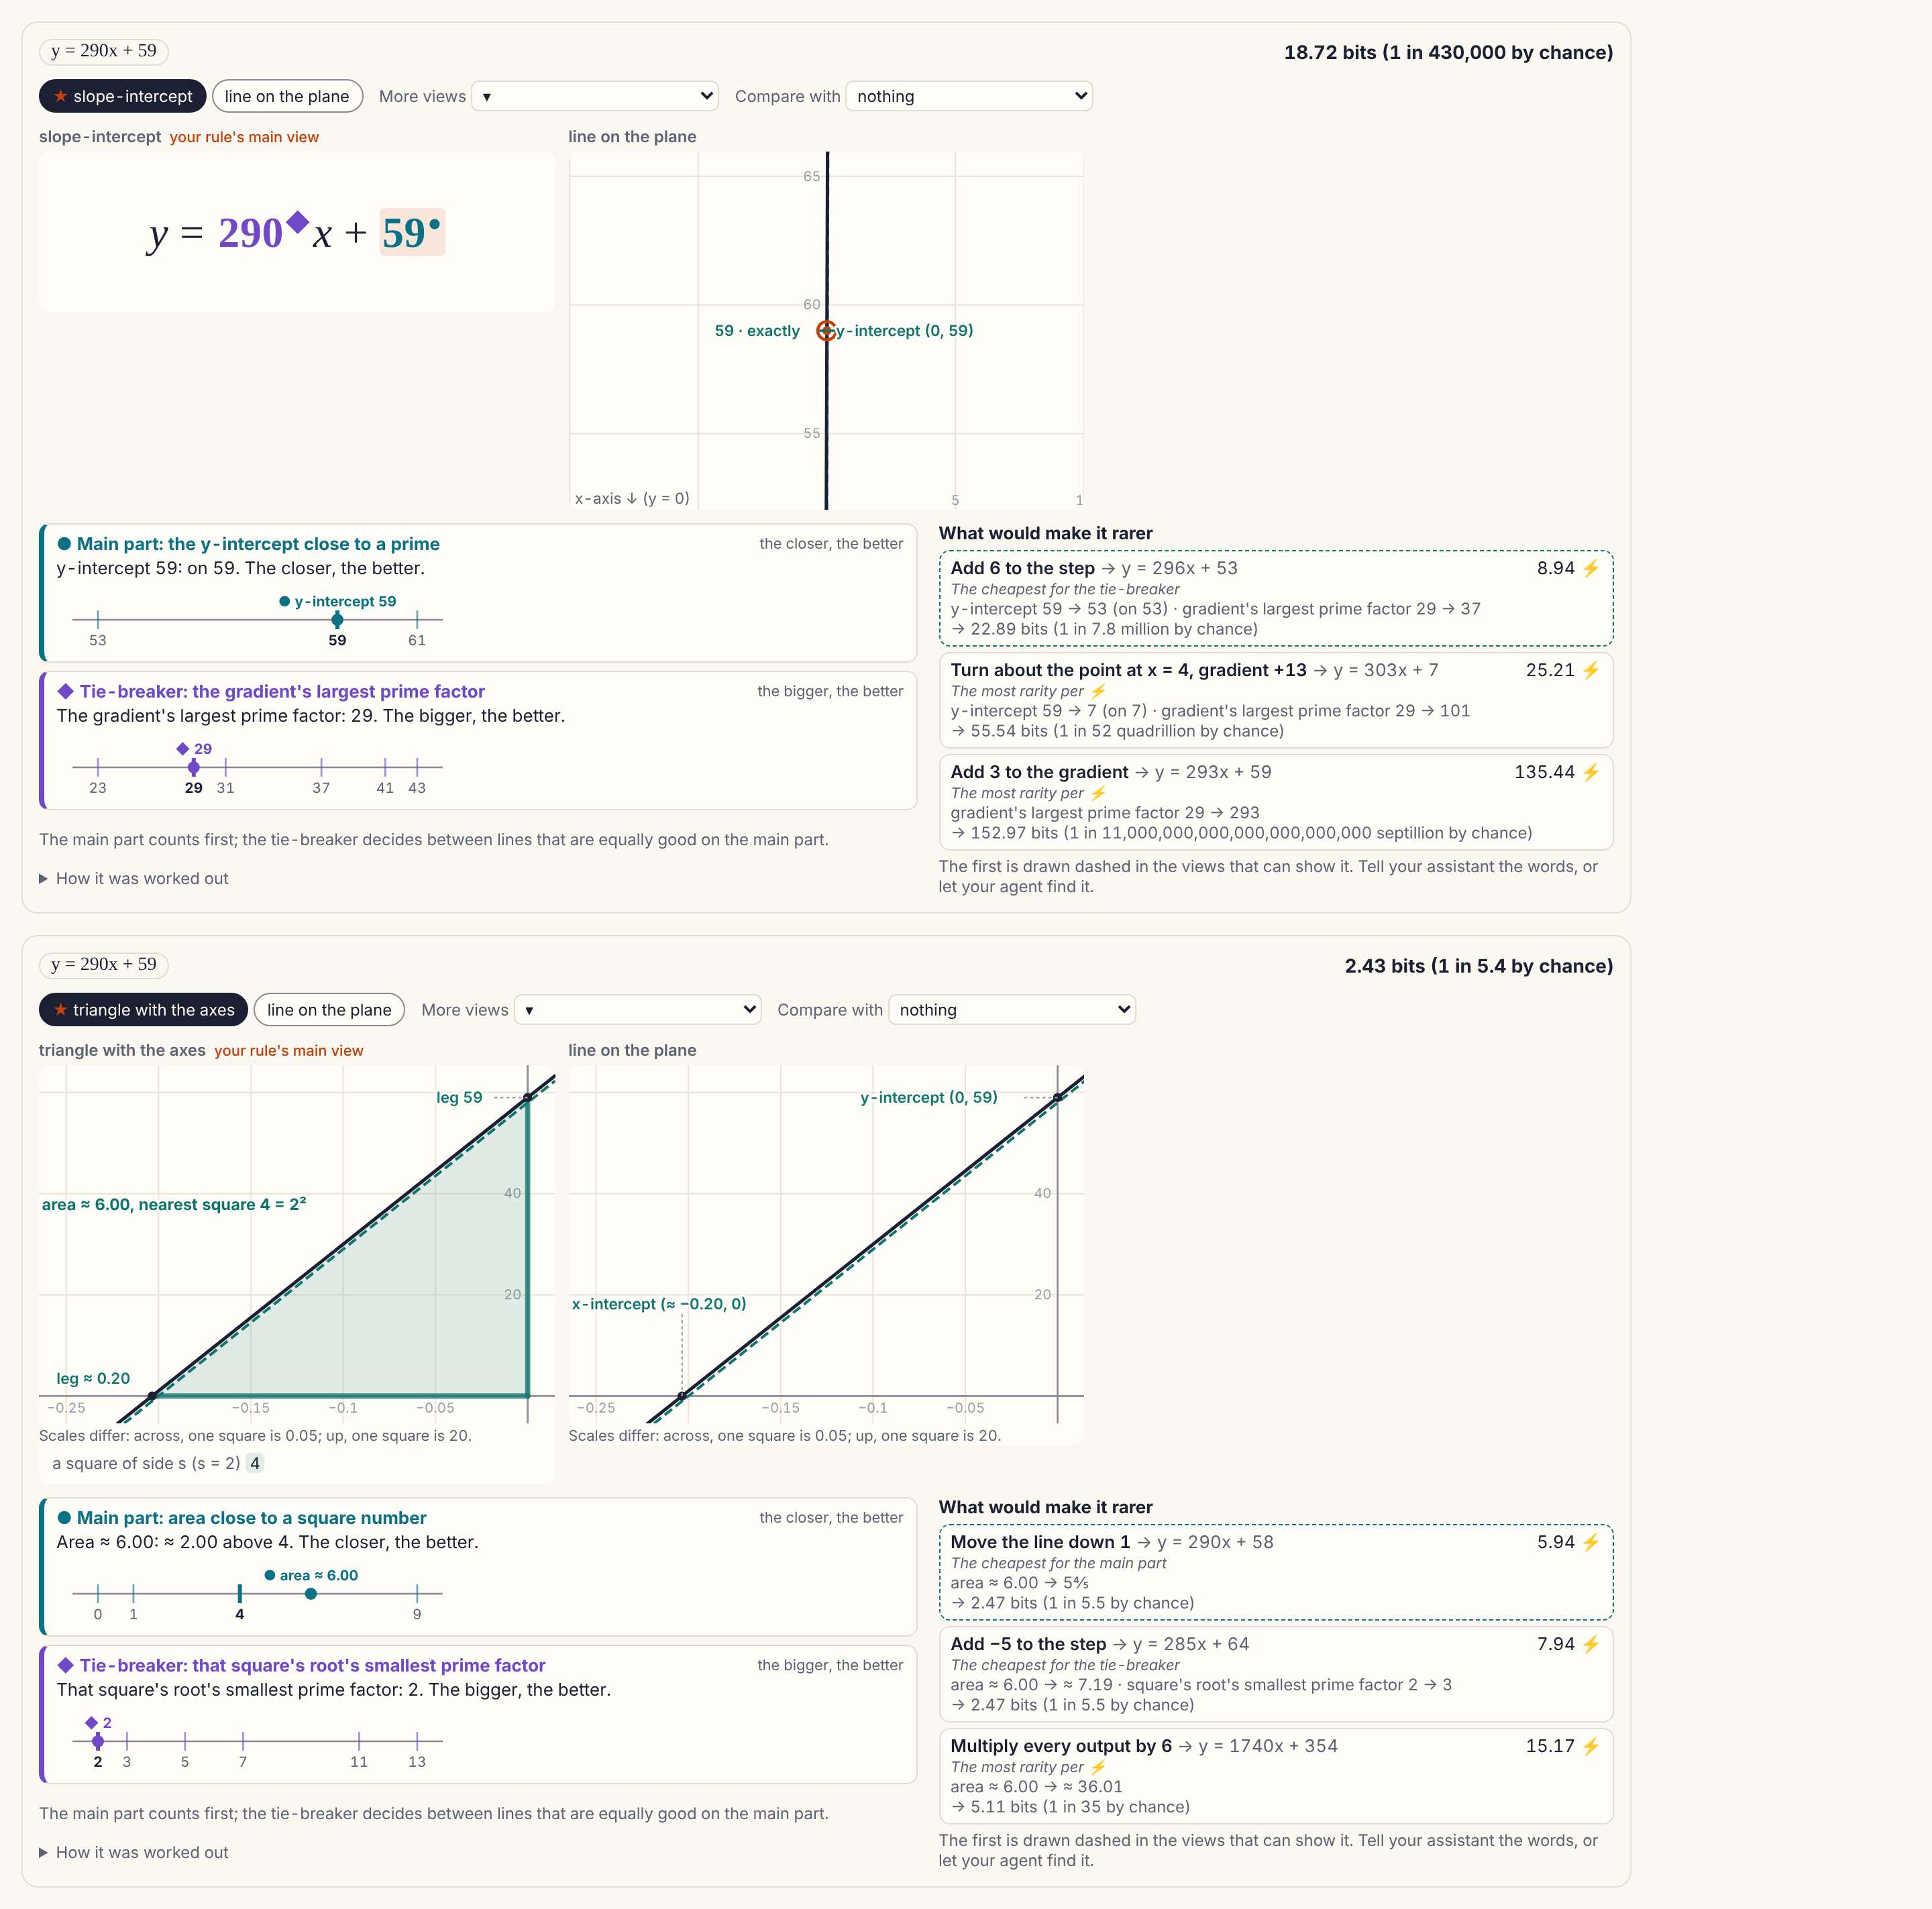 y = 290x + 59
18.72 bits (1 in 430,000 by chance)
★ slope-intercept
line on the plane
More views ▾
Compare with nothing
slope-intercept your rule's main view
line on the plane
y = 290◆x + 59●
65
60
59 · exactly
y-intercept (0, 59)
55
x-axis ↓ (y = 0)
5
1
● Main part: the y-intercept close to a prime
the closer, the better
y-intercept 59: on 59. The closer, the better.
● y-intercept 59
53 59 61
◆ Tie-breaker: the gradient's largest prime factor
the bigger, the better
The gradient's largest prime factor: 29. The bigger, the better.
◆ 29
23 29 31 37 41 43
The main part counts first; the tie-breaker decides between lines that are equally good on the main part.
▶ How it was worked out
What would make it rarer
Add 6 to the step → y = 296x + 53 8.94 ⚡
The cheapest for the tie-breaker
y-intercept 59 → 53 (on 53) · gradient's largest prime factor 29 → 37
→ 22.89 bits (1 in 7.8 million by chance)
Turn about the point at x = 4, gradient +13 → y = 303x + 7 25.21 ⚡
The most rarity per ⚡
y-intercept 59 → 7 (on 7) · gradient's largest prime factor 29 → 101
→ 55.54 bits (1 in 52 quadrillion by chance)
Add 3 to the gradient → y = 293x + 59 135.44 ⚡
The most rarity per ⚡
gradient's largest prime factor 29 → 293
→ 152.97 bits (1 in 11,000,000,000,000,000,000,000 septillion by chance)
The first is drawn dashed in the views that can show it. Tell your assistant the words, or
let your agent find it.
y = 290x + 59
2.43 bits (1 in 5.4 by chance)
★ triangle with the axes
line on the plane
More views ▾
Compare with nothing
triangle with the axes your rule's main view
line on the plane
leg 59
area ≈ 6.00, nearest square 4 = 2²
40
20
leg ≈ 0.20
−0.25 −0.15 −0.1 −0.05
Scales differ: across, one square is 0.05; up, one square is 20.
a square of side s (s = 2) 4
y-intercept (0, 59)
40
20
x-intercept (≈ −0.20, 0)
−0.25 −0.15 −0.1 −0.05
Scales differ: across, one square is 0.05; up, one square is 20.
● Main part: area close to a square number
the closer, the better
Area ≈ 6.00: ≈ 2.00 above 4. The closer, the better.
● area ≈ 6.00
0 1 4 9
◆ Tie-breaker: that square's root's smallest prime factor
the bigger, the better
That square's root's smallest prime factor: 2. The bigger, the better.
◆ 2
2 3 5 7 11 13
The main part counts first; the tie-breaker decides between lines that are equally good on the main part.
▶ How it was worked out
What would make it rarer
Move the line down 1 → y = 290x + 58 5.94 ⚡
The cheapest for the main part
area ≈ 6.00 → 5⅘
→ 2.47 bits (1 in 5.5 by chance)
Add −5 to the step → y = 285x + 64 7.94 ⚡
The cheapest for the tie-breaker
area ≈ 6.00 → ≈ 7.19 · square's root's smallest prime factor 2 → 3
→ 2.47 bits (1 in 5.5 by chance)
Multiply every output by 6 → y = 1740x + 354 15.17 ⚡
The most rarity per ⚡
area ≈ 6.00 → ≈ 36.01
→ 5.11 bits (1 in 35 by chance)
The first is drawn dashed in the views that can show it. Tell your assistant the words, or
let your agent find it.